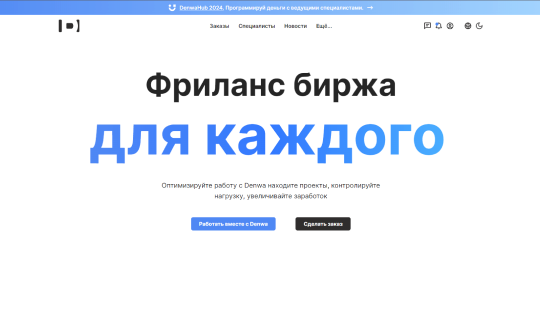 DenwaHub 2024. Программируй деньги с ведущими специалистами. →
Заказы Специалисты Новости Ещё...
Фриланс биржа
для каждого
Оптимизируйте работу с Denwa находите проекты, контролируйте
нагрузку, увеличивайте заработок
Работать вместе с Denwa Сделать заказ